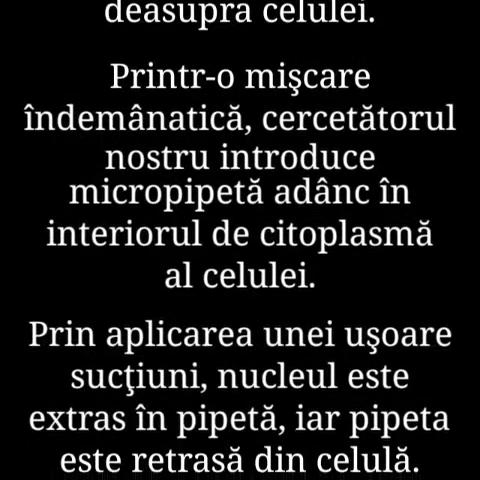 deasupra celulei.
Printr-o mişcare
îndemânatică, cercetătorul
nostru introduce
micropipetă adânc în
interiorul de citoplasmă
al celulei.
Prin aplicarea unei uşoare
sucţiuni, nucleul este
extras în pipetă, iar pipeta
este retrasă din celulă.